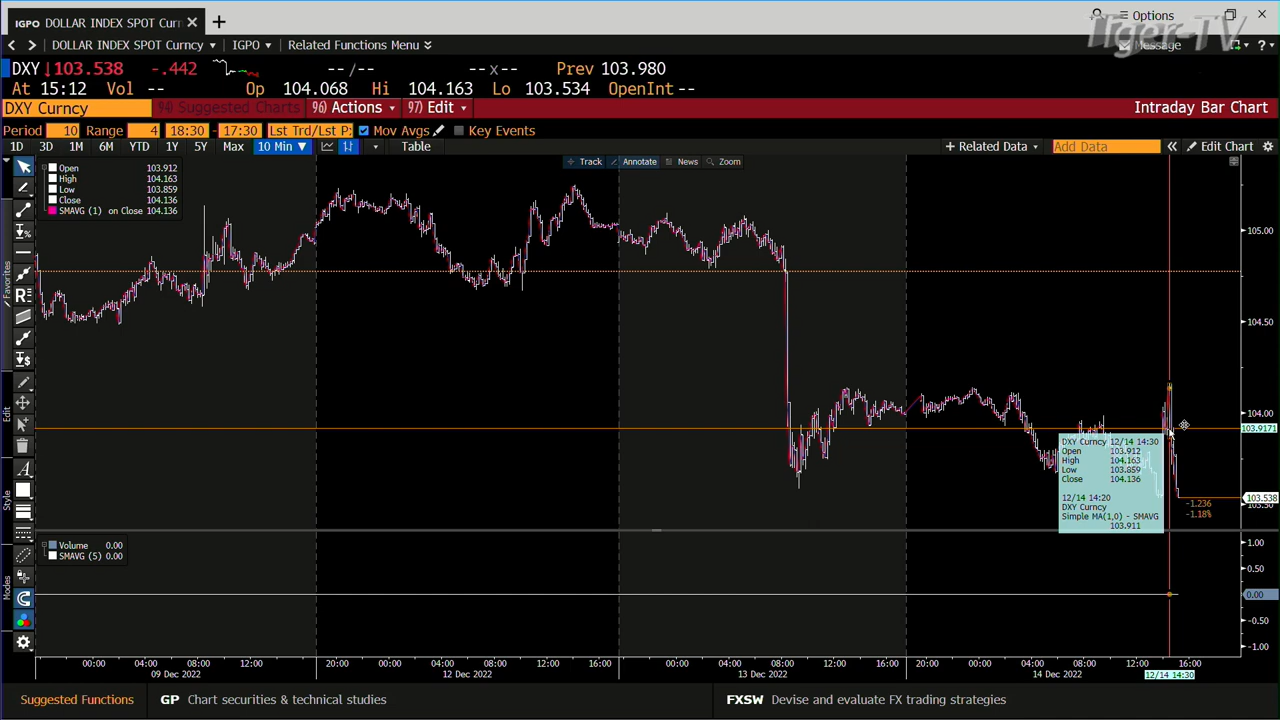 IGPO DOLLAR INDEX SPOT Curr
Options
Tiger-TV
DOLLAR INDEX SPOT Curncy IGPO Related Functions Menu
Message
DXY 103.538 -.442 --/-- --x-- Prev 103.980
At 15:12 Vol -- Op 104.068 Hi 104.163 Lo 103.534 OpenInt --
DXY Curncy 94) Suggested Charts 96) Actions 97) Edit Intraday Bar Chart
Period 10 Range 4 18:30 - 17:30 Lst Trd/Lst P: Mov Avgs Key Events
1D 3D 1M 6M YTD 1Y 5Y Max 10 Min Table + Related Data Add Data Edit Chart
Track Annotate News Zoom
Open 103.912
High 104.163
Low 103.859
Close 104.136
SMAVG (1) on Close 104.136
105.00
104.50
104.00
103.9171
103.538
103.50
-1.236
-1.18%
DXY Curncy 12/14 14:30
Open 103.912
High 104.163
Low 103.859
Close 104.136
12/14 14:20
DXY Curncy
Simple MA(1,0) - SMAVG
103.911
Favorites
Edit
Style
Modes
Volume 0.00
SMAVG (5) 0.00
1.00
0.50
0.00
-0.50
-1.00
00:00 04:00 08:00 12:00 20:00 00:00 04:00 08:00 12:00 16:00 00:00 04:00 08:00 12:00 16:00 20:00 00:00 04:00 08:00 12:00 16:00
09 Dec 2022 12 Dec 2022 13 Dec 2022 14 Dec 2022 12/14 14:30
Suggested Functions GP Chart securities & technical studies FXSW Devise and evaluate FX trading strategies